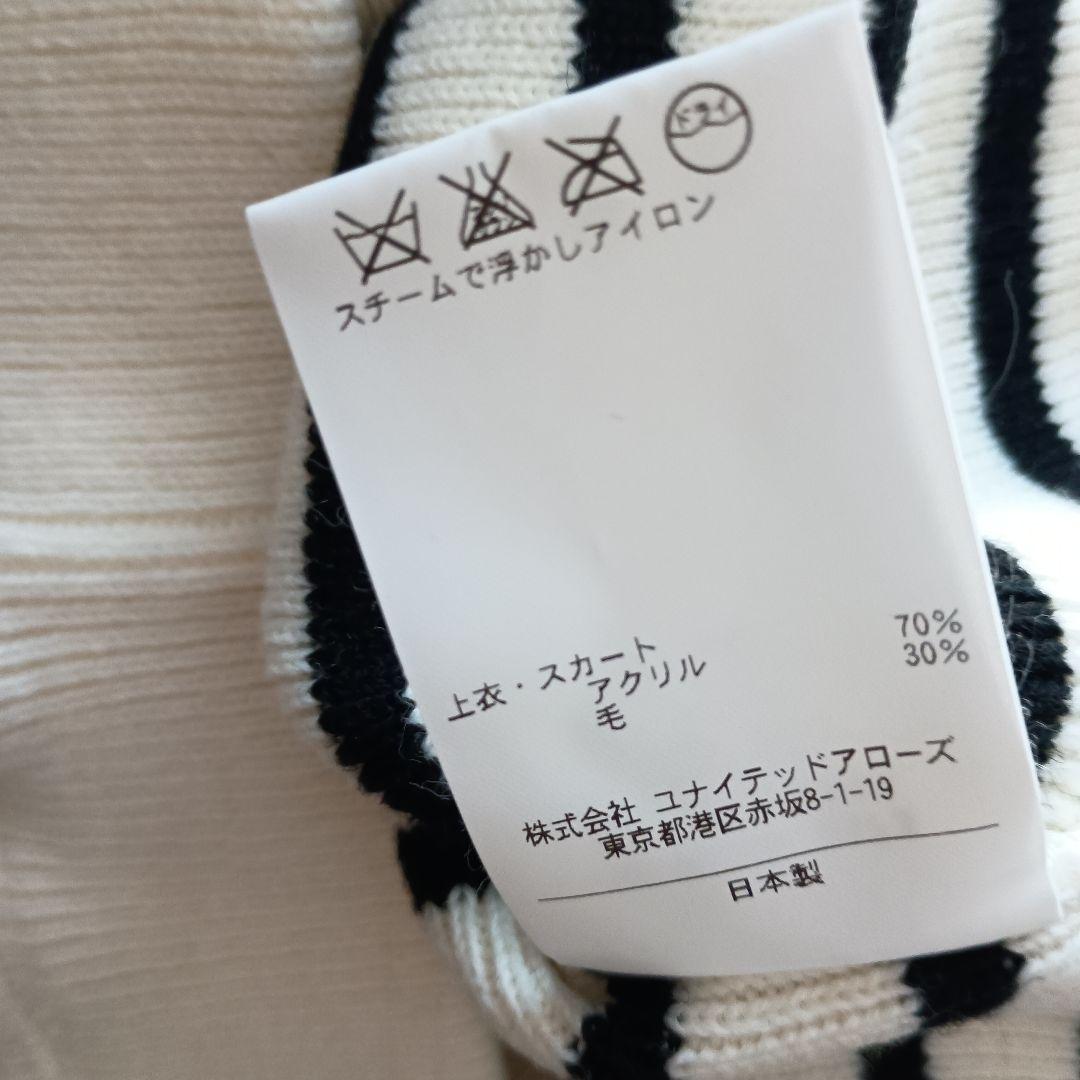 ドライ
スチームで浮かしアイロン
上衣・スカート
アクリル 70%
毛 30%
株式会社 ユナイテッドアローズ
東京都港区赤坂8-1-19
日本製